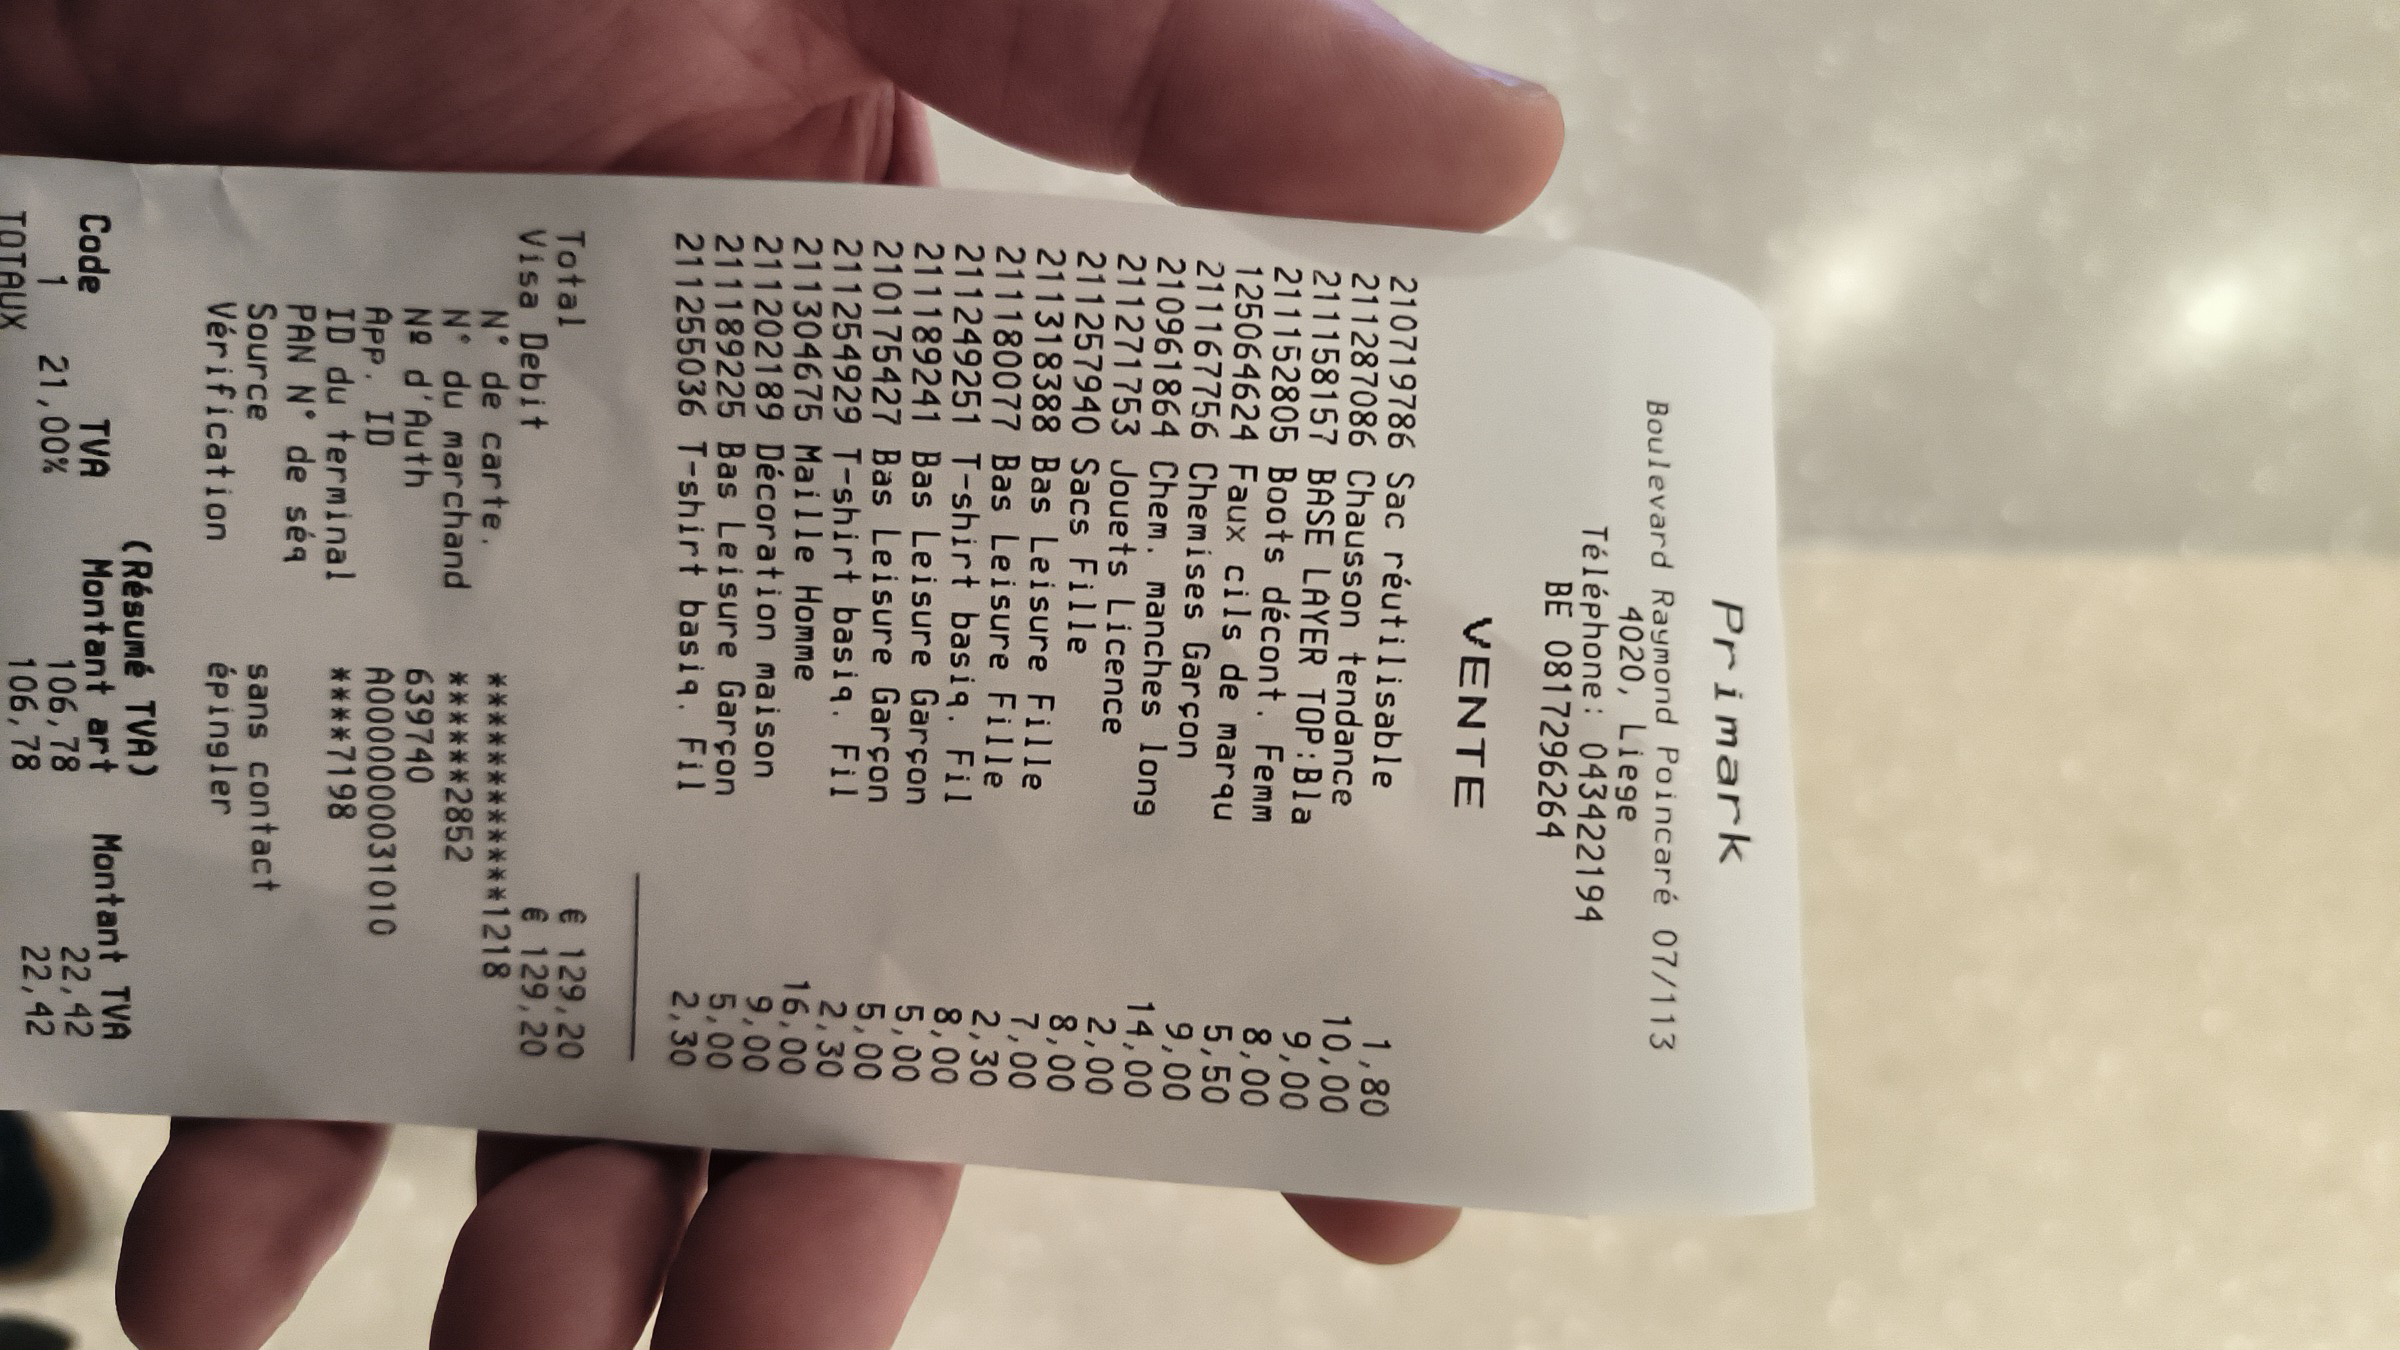 Primark
Boulevard Raymond Poincaré 07/113
4020, Liege
Téléphone: 043422194
BE 0817296264
VENTE
210719786 Sac réutilisable 1,80
211287086 Chausson tendance 10,00
211158157 BASE LAYER TOP:Bla 9,00
211152805 Boots décont. Femm 8,00
125064624 Faux cils de marqu 5,50
211167756 Chemises Garçon 9,00
210961864 Chem. manches long 14,00
211271753 Jouets Licence 2,00
211257940 Sacs Fille 8,00
211318388 Bas Leisure Fille 7,00
211180077 Bas Leisure Fille 2,30
211249251 T-shirt basiq. Fil 8,00
211189241 Bas Leisure Garçon 5,00
210175427 Bas Leisure Garçon 5,00
211254929 T-shirt basiq. Fil 2,30
211304675 Maille Homme 16,00
211202189 Décoration maison 9,00
211189225 Bas Leisure Garçon 5,00
211255036 T-shirt basiq. Fil 2,30
Total € 129,20
Visa Debit € 129,20
N° de carte. ************1218
N° du marchand *****2852
Nº d'Auth 639740
App. ID A0000000031010
ID du terminal ****7198
PAN N° de séq
Source sans contact
Vérification épingler
(Résumé TVA)
Code TVA Montant art Montant TVA
1 21,00% 106,78 22,42
TOTAUX 106,78 22,42